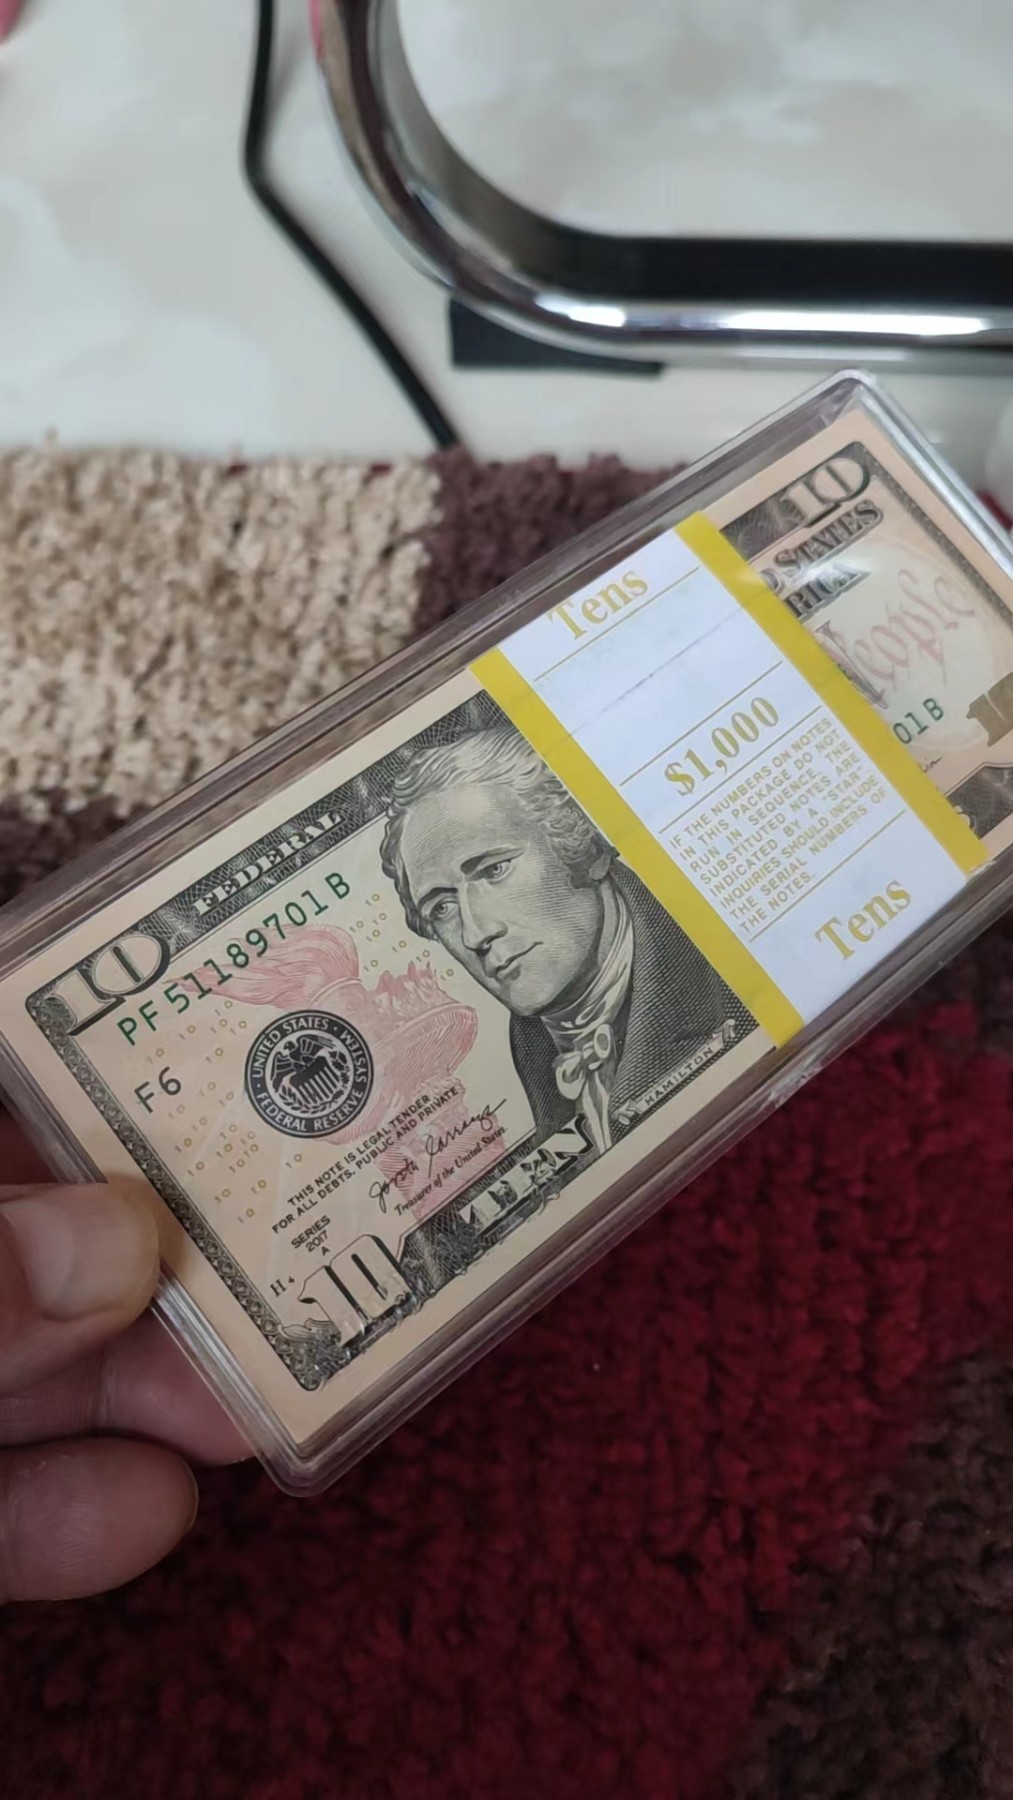 10
FEDERAL
PF 51189701 B
F6
UNITED STATES
FEDERAL RESERVE
SYSTEM
THIS NOTE IS LEGAL TENDER
FOR ALL DEBTS, PUBLIC AND PRIVATE
Treasurer of the United States.
SERIES
2017
A
H 4
10
TEN
HAMILTON
Tens
$1,000
IF THE NUMBERS ON NOTES
IN THIS PACKAGE DO NOT
RUN IN SEQUENCE, THE
SUBSTITUTED NOTES ARE
INDICATED BY A "STAR"
INQUIRIES SHOULD INCLUDE
THE SERIAL NUMBERS OF
THE NOTES.
Tens
10
D STATES
RICA
People
01 B
10